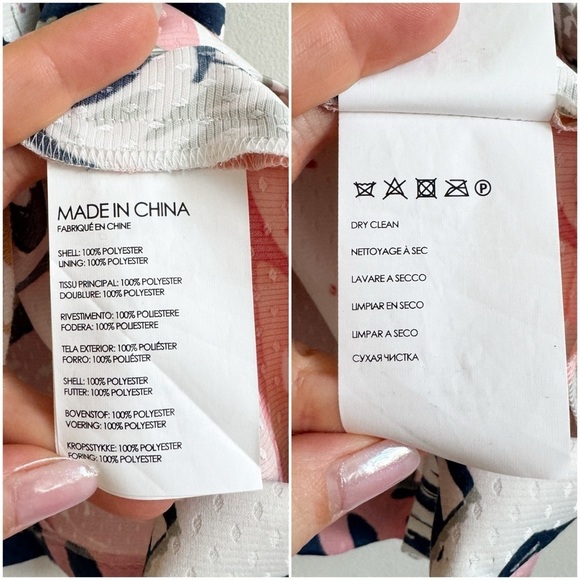 MADE IN CHINA
FABRIQUÉ EN CHINE
SHELL: 100% POLYESTER
LINING: 100% POLYESTER
TISSU PRINCIPAL: 100% POLYESTER
DOUBLURE: 100% POLYESTER
RIVESTIMENTO: 100% POLIESTERE
FODERA: 100% POLIESTERE
TELA EXTERIOR: 100% POLIÉSTER
FORRO: 100% POLIÉSTER
SHELL: 100% POLYESTER
FUTTER: 100% POLYESTER
BOVENSTOF: 100% POLYESTER
VOERING: 100% POLYESTER
KROPSSTYKKE: 100% POLYESTER
FORING: 100% POLYESTER
P
DRY CLEAN
NETTOYAGE À SEC
LAVARE A SECCO
LIMPIAR EN SECO
LIMPAR A SECO
СУХАЯ ЧИСТКА